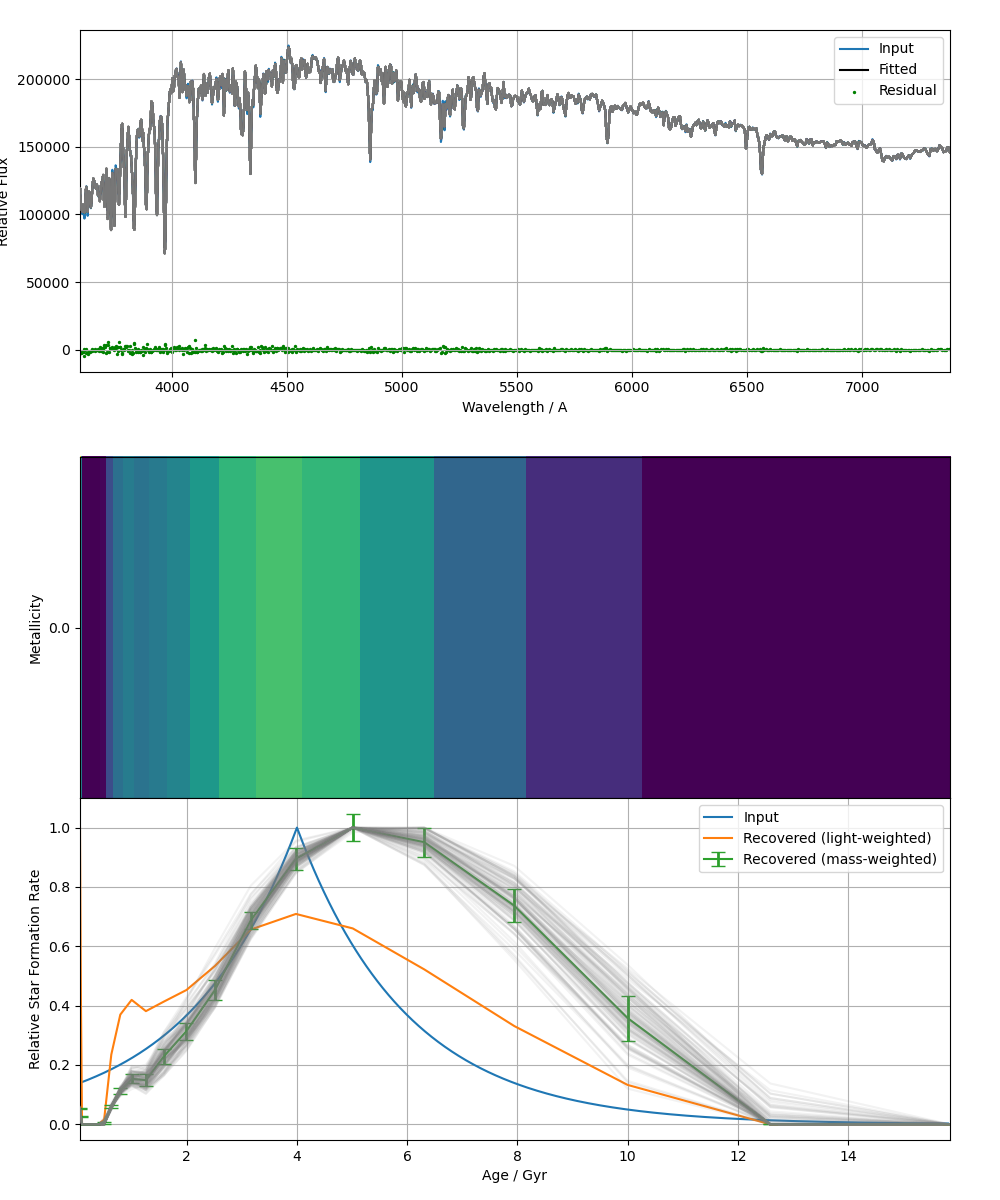 200000
150000
100000
50000
0
Relative Flux
Input
Fitted
Residual
4000 4500 5000 5500 6000 6500 7000
Wavelength / A
Metallicity
0.0
1.0
0.8
0.6
0.4
0.2
0.0
Relative Star Formation Rate
Input
Recovered (light-weighted)
Recovered (mass-weighted)
2 4 6 8 10 12 14
Age / Gyr